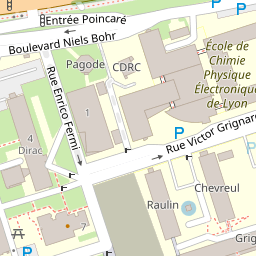 Entrée Poincaré
Boulevard Niels Bohr
École de
Chimie
Physique
Électronique
de Lyon
Pagode
CDRC
Rue Enrico Fermi
1
P
4
Dirac
Rue Victor Grignard
P
Chevreul
Raulin
7
P
P
Grig